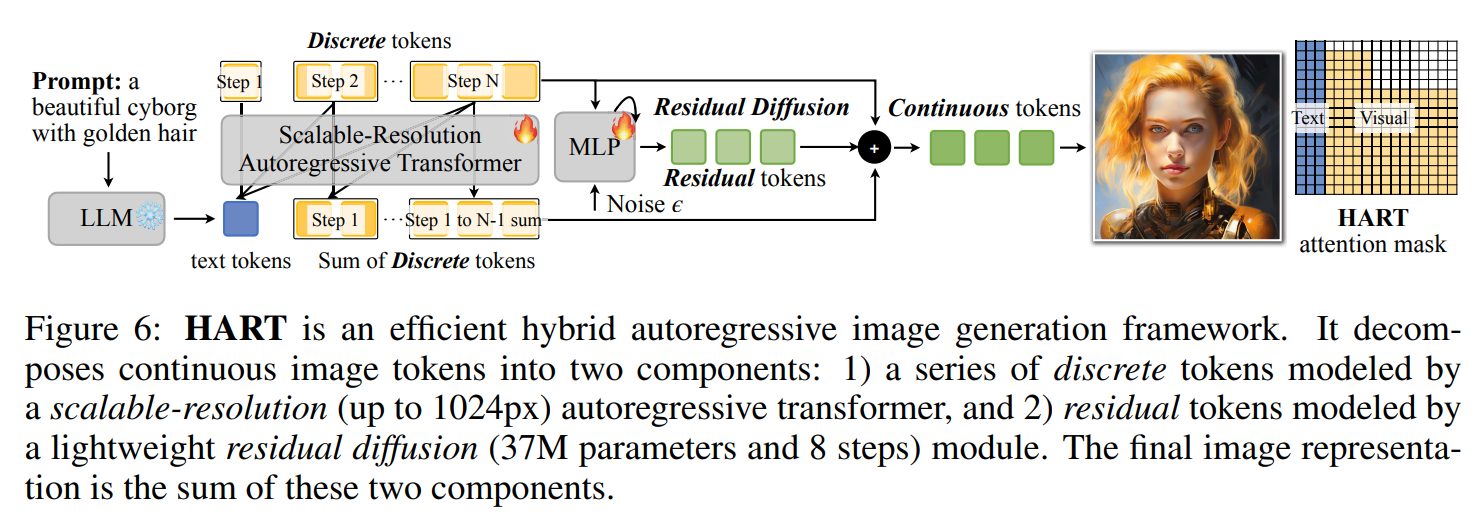 Discrete tokens
Prompt: a
beautiful cyborg
with golden hair
LLM
text tokens
Step 1
Step 2
...
Step N
Scalable-Resolution
Autoregressive Transformer
Step 1
...
Step 1 to N-1 sum
Sum of Discrete tokens
MLP
Noise ϵ
Residual Diffusion
Residual tokens
+
Continuous tokens
Text
Visual
HART
attention mask
Figure 6: HART is an efficient hybrid autoregressive image generation framework. It decom-
poses continuous image tokens into two components: 1) a series of discrete tokens modeled by
a scalable-resolution (up to 1024px) autoregressive transformer, and 2) residual tokens modeled by
a lightweight residual diffusion (37M parameters and 8 steps) module. The final image representa-
tion is the sum of these two components.